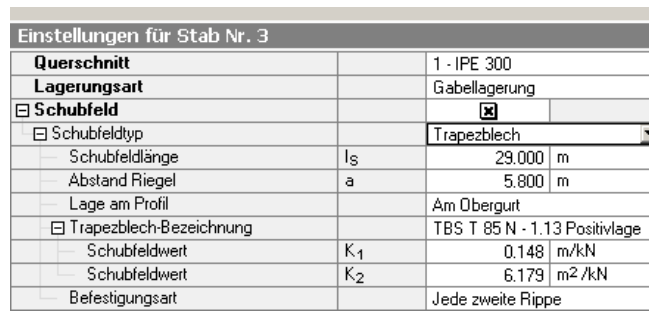 Einstellungen für Stab Nr. 3
Querschnitt 1 - IPE 300
Lagerungsart Gabellagerung
Schubfeld
Schubfeldtyp Trapezblech
Schubfeldlänge lS 29.000 m
Abstand Riegel a 5.800 m
Lage am Profil Am Obergurt
Trapezblech-Bezeichnung TBS T 85 N - 1.13 Positivlage
Schubfeldwert K1 0.148 m/kN
Schubfeldwert K2 6.179 m2/kN
Befestigungsart Jede zweite Rippe